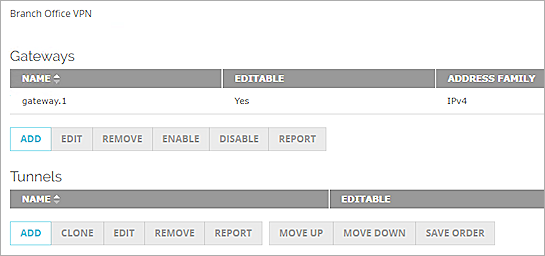 Branch Office VPN
Gateways
NAME EDITABLE ADDRESS FAMILY
gateway.1 Yes IPv4
ADD EDIT REMOVE ENABLE DISABLE REPORT
Tunnels
NAME EDITABLE
ADD CLONE EDIT REMOVE REPORT MOVE UP MOVE DOWN SAVE ORDER